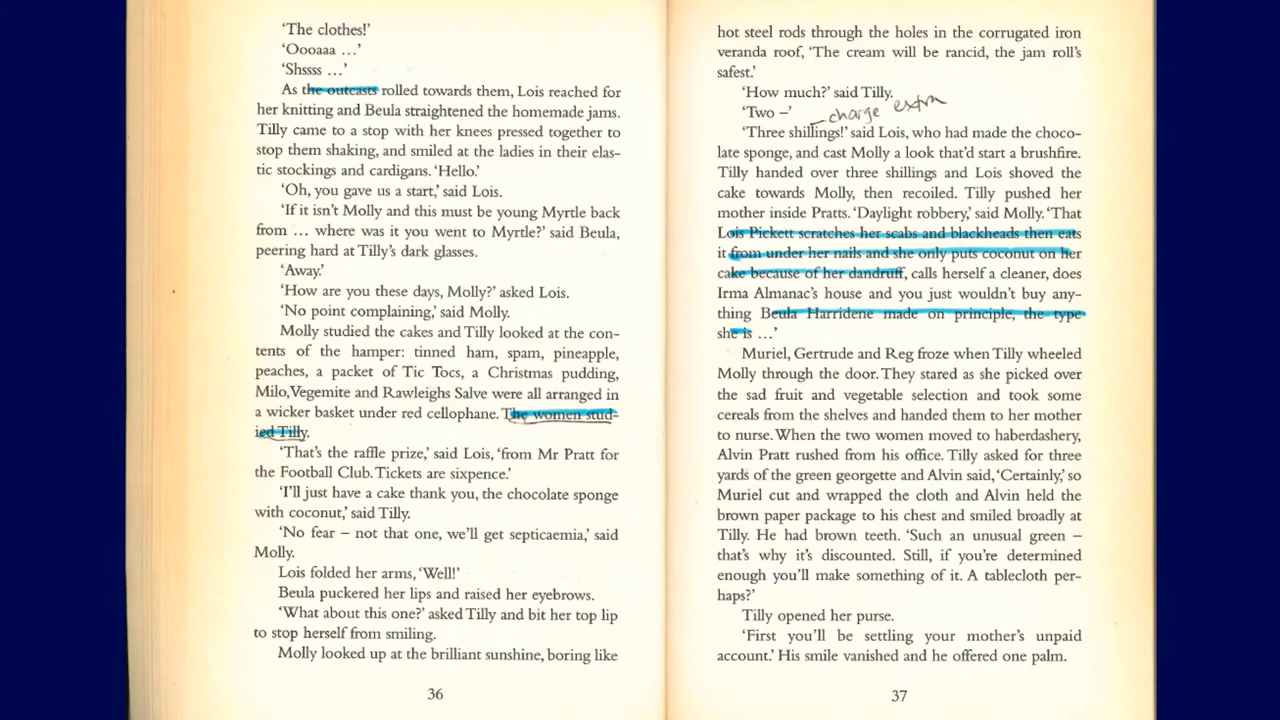 ‘The clothes!’
‘Oooaaa …’
‘Shssss …’
As the outcasts rolled towards them, Lois reached for
her knitting and Beula straightened the homemade jams.
Tilly came to a stop with her knees pressed together to
stop them shaking, and smiled at the ladies in their elas-
tic stockings and cardigans. ‘Hello.’
‘Oh, you gave us a start,’ said Lois.
‘If it isn’t Molly and this must be young Myrtle back
from … where was it you went to Myrtle?’ said Beula,
peering hard at Tilly’s dark glasses.
‘Away.’
‘How are you these days, Molly?’ asked Lois.
‘No point complaining,’ said Molly.
Molly studied the cakes and Tilly looked at the con-
tents of the hamper: tinned ham, spam, pineapple,
peaches, a packet of Tic Tocs, a Christmas pudding,
Milo, Vegemite and Rawleighs Salve were all arranged in
a wicker basket under red cellophane. The women stud-
ied Tilly.
‘That’s the raffle prize,’ said Lois, ‘from Mr Pratt for
the Football Club. Tickets are sixpence.’
‘I’ll just have a cake thank you, the chocolate sponge
with coconut,’ said Tilly.
‘No fear – not that one, we’ll get septicaemia,’ said
Molly.
Lois folded her arms, ‘Well!’
Beula puckered her lips and raised her eyebrows.
‘What about this one?’ asked Tilly and bit her top lip
to stop herself from smiling.
Molly looked up at the brilliant sunshine, boring like
36
hot steel rods through the holes in the corrugated iron
veranda roof, ‘The cream will be rancid, the jam roll’s
safest.’
‘How much?’ said Tilly.
‘Two –’
charge extra
‘Three shillings!’ said Lois, who had made the choco-
late sponge, and cast Molly a look that’d start a brushfire.
Tilly handed over three shillings and Lois shoved the
cake towards Molly, then recoiled. Tilly pushed her
mother inside Pratts. ‘Daylight robbery,’ said Molly. ‘That
Lois Pickett scratches her scabs and blackheads then eats
it from under her nails and she only puts coconut on her
cake because of her dandruff, calls herself a cleaner, does
Irma Almanac’s house and you just wouldn’t buy any-
thing Beula Harridene made on principle, the type
she is …’
Muriel, Gertrude and Reg froze when Tilly wheeled
Molly through the door. They stared as she picked over
the sad fruit and vegetable selection and took some
cereals from the shelves and handed them to her mother
to nurse. When the two women moved to haberdashery,
Alvin Pratt rushed from his office. Tilly asked for three
yards of the green georgette and Alvin said, ‘Certainly,’ so
Muriel cut and wrapped the cloth and Alvin held the
brown paper package to his chest and smiled broadly at
Tilly. He had brown teeth. ‘Such an unusual green –
that’s why it’s discounted. Still, if you’re determined
enough you’ll make something of it. A tablecloth per-
haps?’
Tilly opened her purse.
‘First you’ll be settling your mother’s unpaid
account.’ His smile vanished and he offered one palm.
37